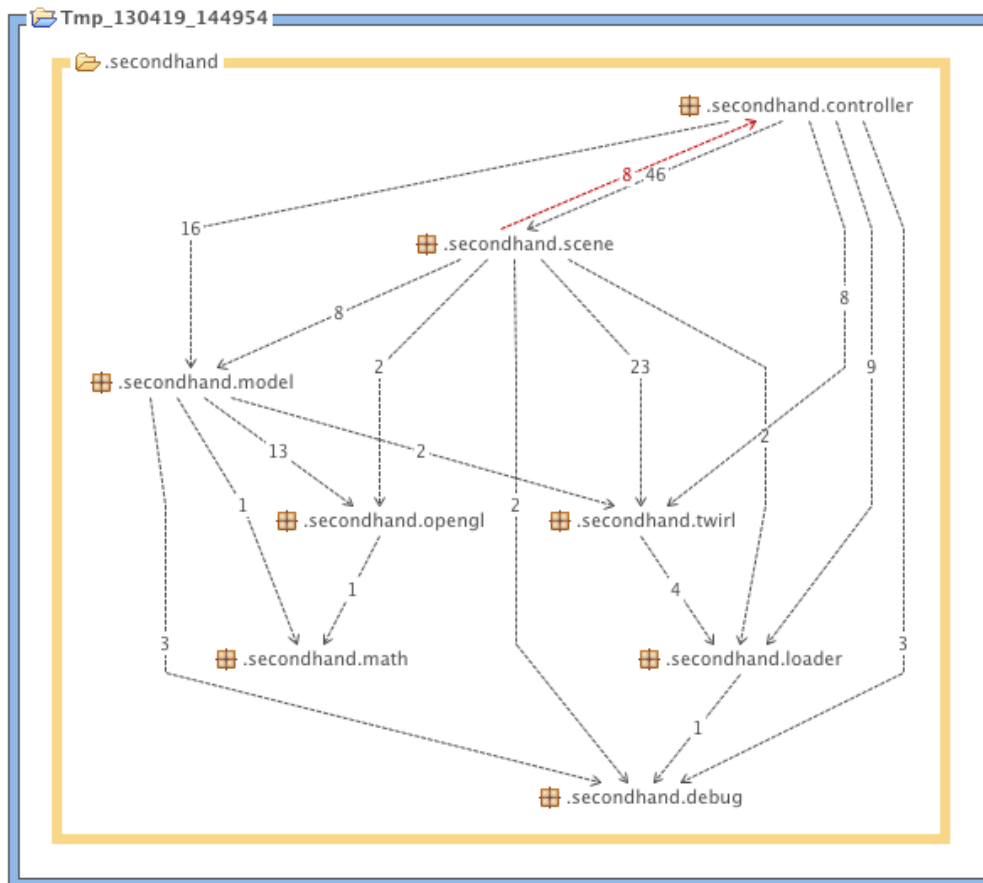 Tmp_130419_144954
.secondhand
.secondhand.controller
8 46
16
.secondhand.scene
8
8
2 23 9
.secondhand.model
2
13 2
1 2
.secondhand.opengl .secondhand.twirl
1 4
3 3
.secondhand.math .secondhand.loader
1
.secondhand.debug